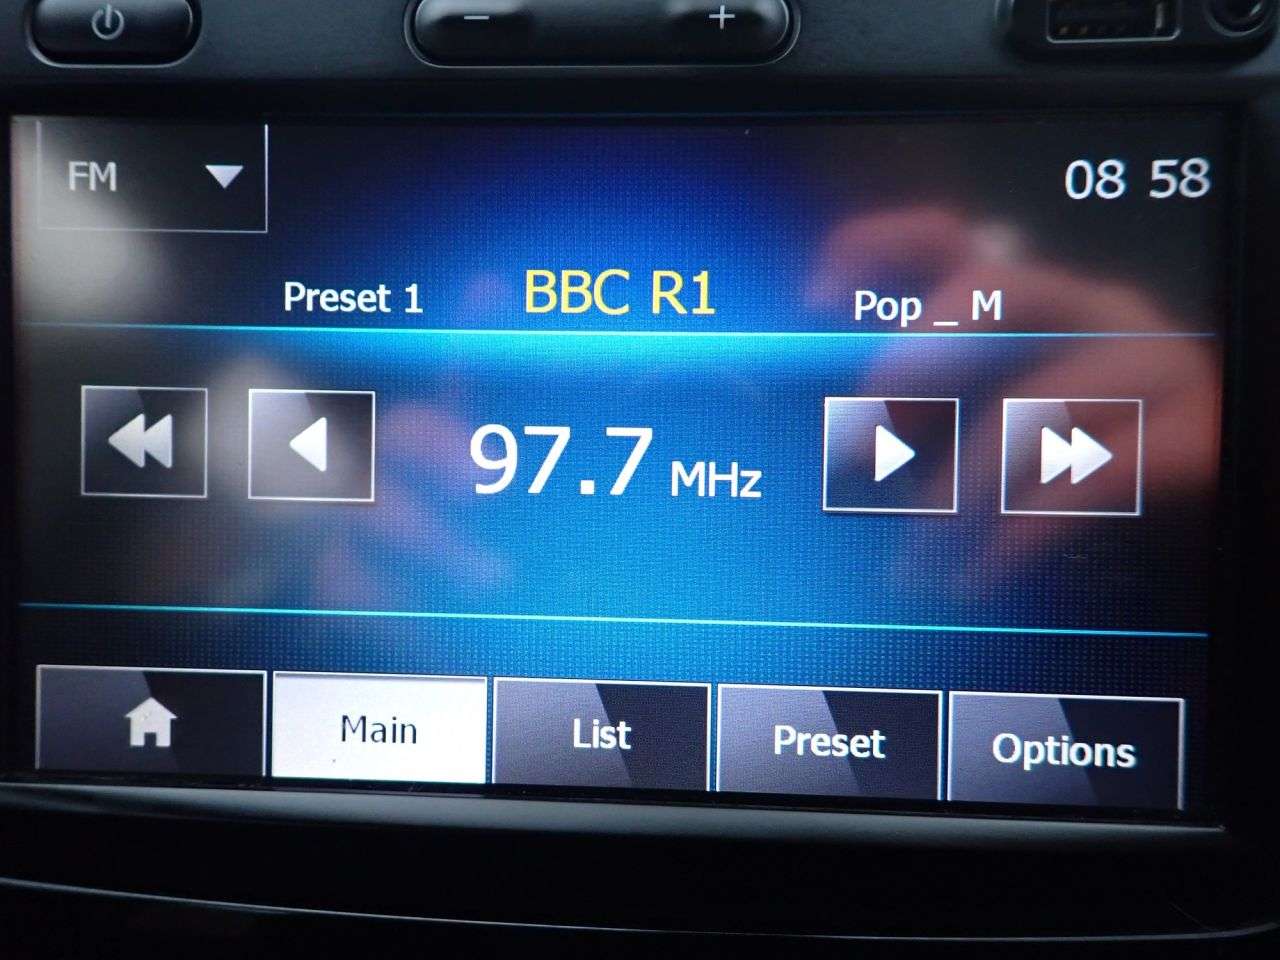 FM
08 58
Preset 1
BBC R1
Pop _ M
97.7 MHz
Main
List
Preset
Options